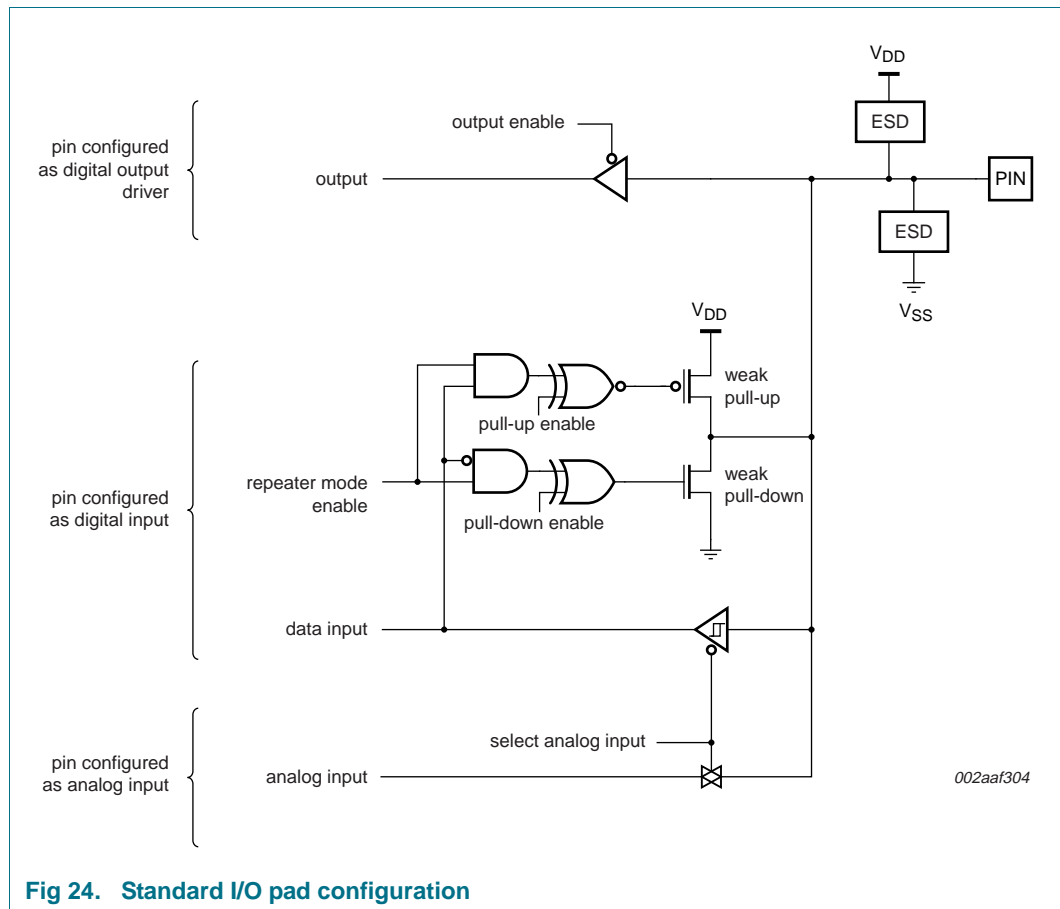 V_DD
ESD
output enable
pin configured
as digital output
driver
output
PIN
ESD
V_SS
V_DD
weak
pull-up
pull-up enable
repeater mode
enable
pin configured
as digital input
weak
pull-down
pull-down enable
data input
select analog input
pin configured
as analog input
analog input
002aaf304
Fig 24. Standard I/O pad configuration